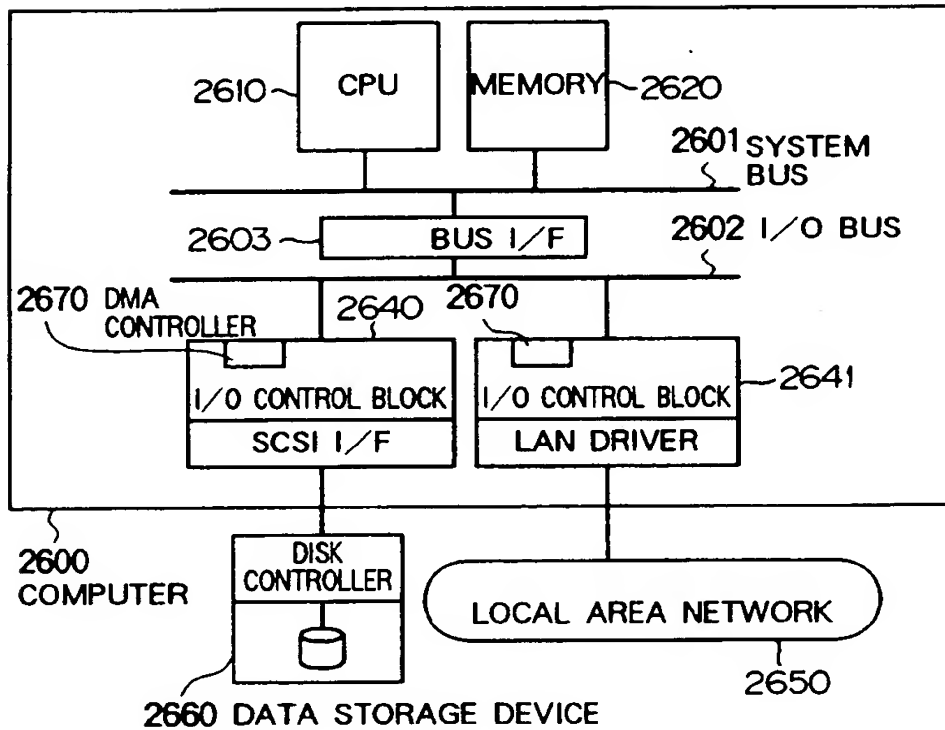 CPU
MEMORY
2610
2620
2601 SYSTEM
BUS
2603
BUS I/F
2602 I/O BUS
2670 DMA
CONTROLLER
2640
2670
I/O CONTROL BLOCK
SCSI I/F
I/O CONTROL BLOCK
LAN DRIVER
2641
2600
COMPUTER
DISK
CONTROLLER
LOCAL AREA NETWORK
2650
2660 DATA STORAGE DEVICE